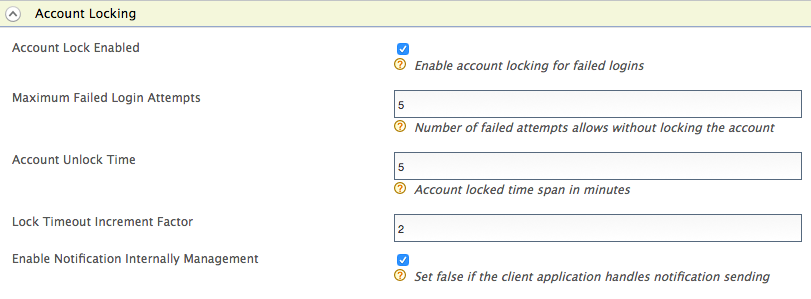 Account Locking
Account Lock Enabled
Enable account locking for failed logins
Maximum Failed Login Attempts
5
Number of failed attempts allows without locking the account
Account Unlock Time
5
Account locked time span in minutes
Lock Timeout Increment Factor
2
Enable Notification Internally Management
Set false if the client application handles notification sending